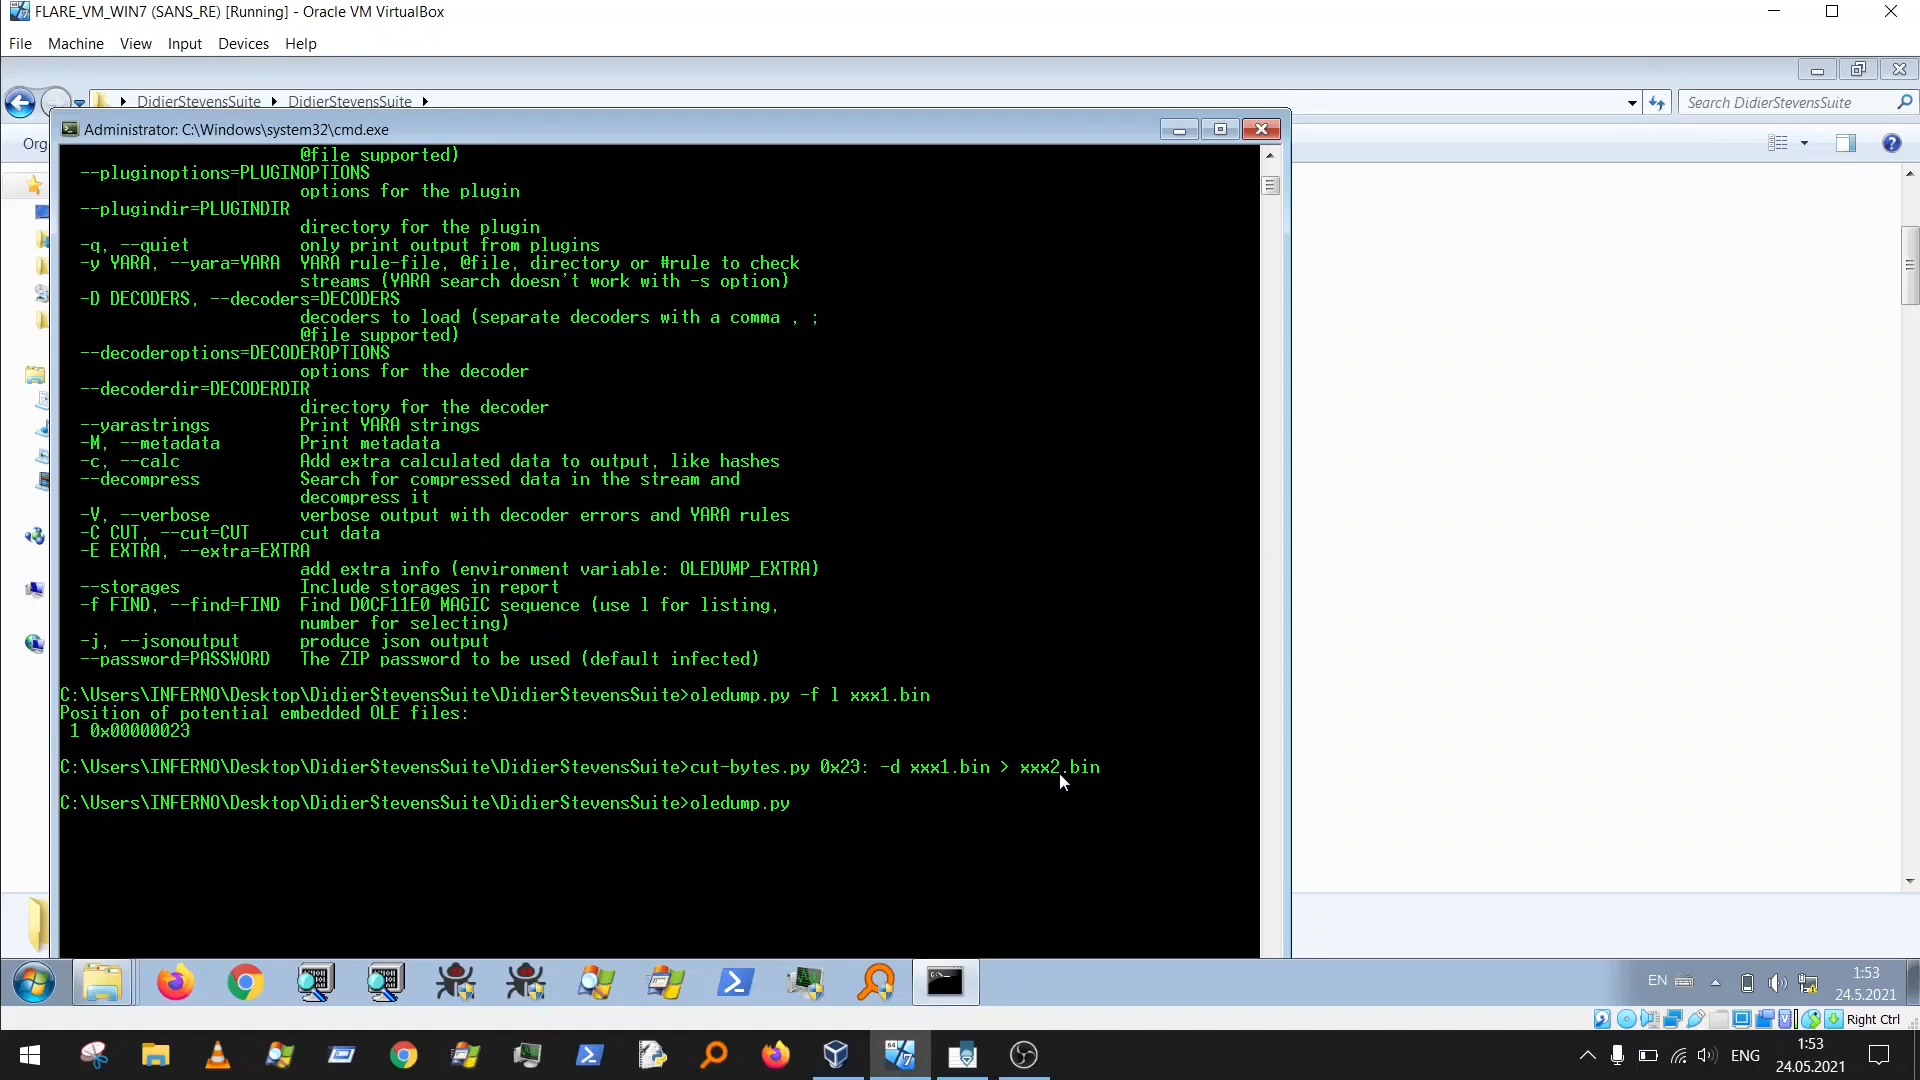 FLARE_VM_WIN7 (SANS_RE) [Running] - Oracle VM VirtualBox
File Machine View Input Devices Help
DidierStevensSuite DidierStevensSuite
Search DidierStevensSuite
Org
Administrator: C:\Windows\system32\cmd.exe
@file supported)
--pluginoptions=PLUGINOPTIONS
options for the plugin
--plugindir=PLUGINDIR
directory for the plugin
-q, --quiet only print output from plugins
-y YARA, --yara=YARA YARA rule-file, @file, directory or #rule to check
streams (YARA search doesn't work with -s option)
-D DECODERS, --decoders=DECODERS
decoders to load (separate decoders with a comma , ;
@file supported)
--decoderoptions=DECODEROPTIONS
options for the decoder
--decoderdir=DECODERDIR
directory for the decoder
--yarastrings Print YARA strings
-M, --metadata Print metadata
-c, --calc Add extra calculated data to output, like hashes
--decompress Search for compressed data in the stream and
decompress it
-V, --verbose verbose output with decoder errors and YARA rules
-C CUT, --cut=CUT cut data
-E EXTRA, --extra=EXTRA
add extra info (environment variable: OLEDUMP_EXTRA)
--storages Include storages in report
-f FIND, --find=FIND Find D0CF11E0 MAGIC sequence (use l for listing,
number for selecting)
-j, --jsonoutput produce json output
--password=PASSWORD The ZIP password to be used (default infected)
C:\Users\INFERNO\Desktop\DidierStevensSuite\DidierStevensSuite>oledump.py -f l xxx1.bin
Position of potential embedded OLE files:
1 0x00000023
C:\Users\INFERNO\Desktop\DidierStevensSuite\DidierStevensSuite>cut-bytes.py 0x23: -d xxx1.bin > xxx2.bin
C:\Users\INFERNO\Desktop\DidierStevensSuite\DidierStevensSuite>oledump.py
EN
1:53
24.5.2021
Right Ctrl
ENG
1:53
24.05.2021